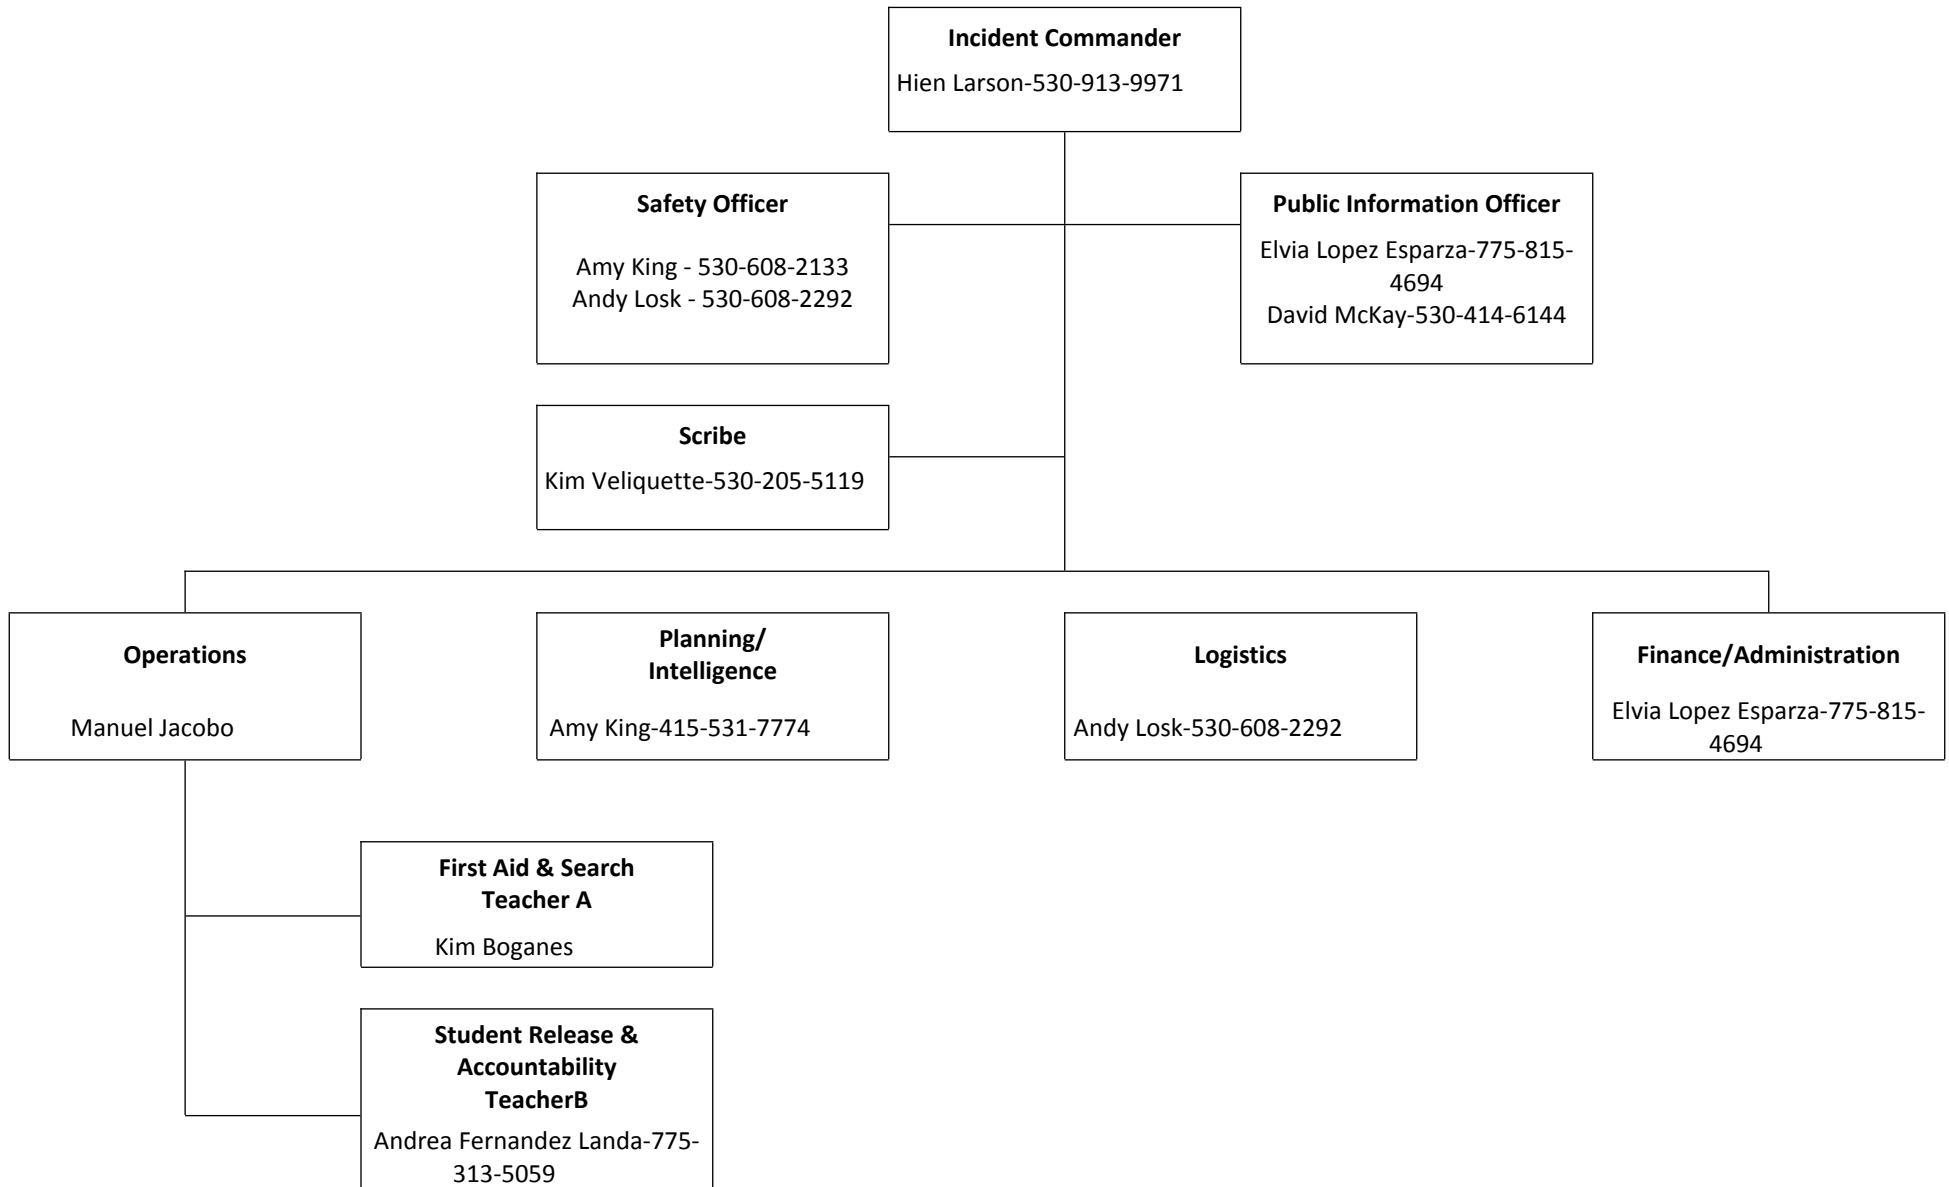 Incident Commander
Hien Larson-530-913-9971
Safety Officer
Amy King - 530-608-2133
Andy Losk - 530-608-2292
Public Information Officer
Elvia Lopez Esparza-775-815-
4694
David McKay-530-414-6144
Scribe
Kim Veliquette-530-205-5119
Operations
Manuel Jacobo
Planning/
Intelligence
Amy King-415-531-7774
Logistics
Andy Losk-530-608-2292
Finance/Administration
Elvia Lopez Esparza-775-815-
4694
First Aid & Search
Teacher A
Kim Boganes
Student Release &
Accountability
TeacherB
Andrea Fernandez Landa-775-
313-5059